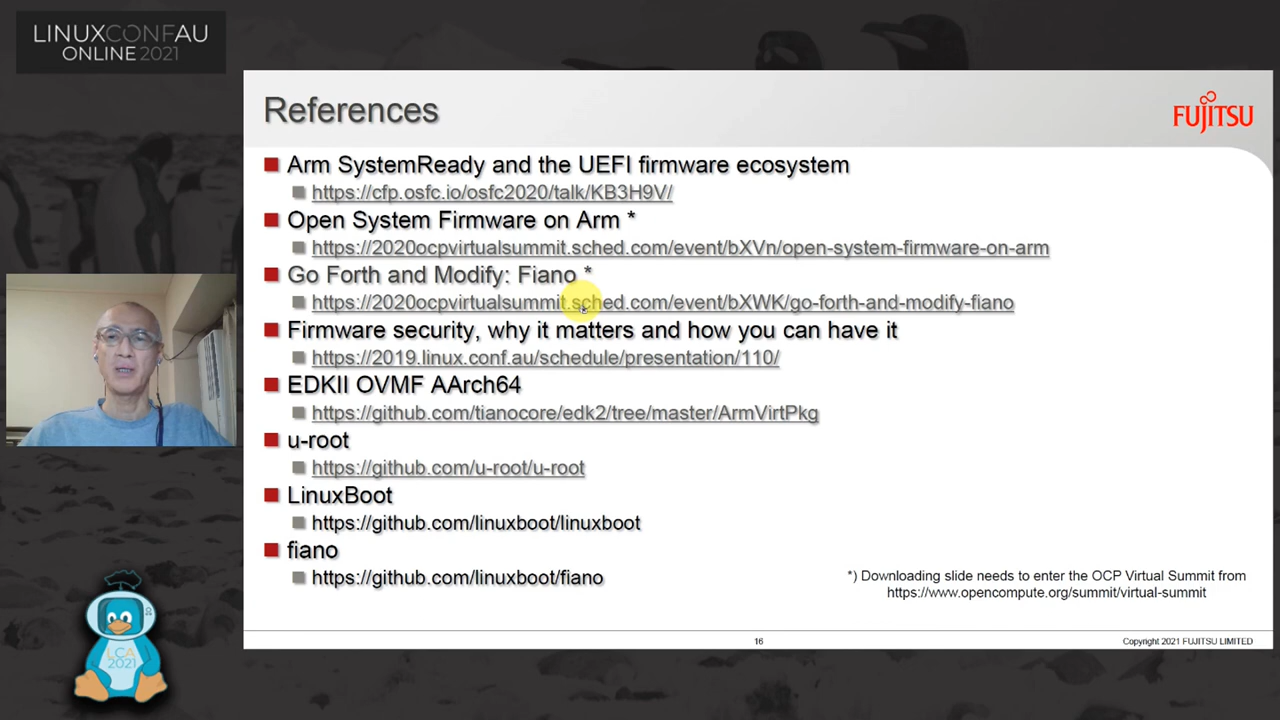 LINUXCONFAU
ONLINE 2021
References
FUJITSU
Arm SystemReady and the UEFI firmware ecosystem
https://cfp.osfc.io/osfc2020/talk/KB3H9V/
Open System Firmware on Arm *
https://2020ocpvirtualsummit.sched.com/event/bXVn/open-system-firmware-on-arm
Go Forth and Modify: Fiano *
https://2020ocpvirtualsummit.sched.com/event/bXWK/go-forth-and-modify-fiano
Firmware security, why it matters and how you can have it
https://2019.linux.conf.au/schedule/presentation/110/
EDKII OVMF AArch64
https://github.com/tianocore/edk2/tree/master/ArmVirtPkg
u-root
https://github.com/u-root/u-root
LinuxBoot
https://github.com/linuxboot/linuxboot
fiano
https://github.com/linuxboot/fiano
*) Downloading slide needs to enter the OCP Virtual Summit from
https://www.opencompute.org/summit/virtual-summit
16
Copyright 2021 FUJITSU LIMITED
LCA
2021